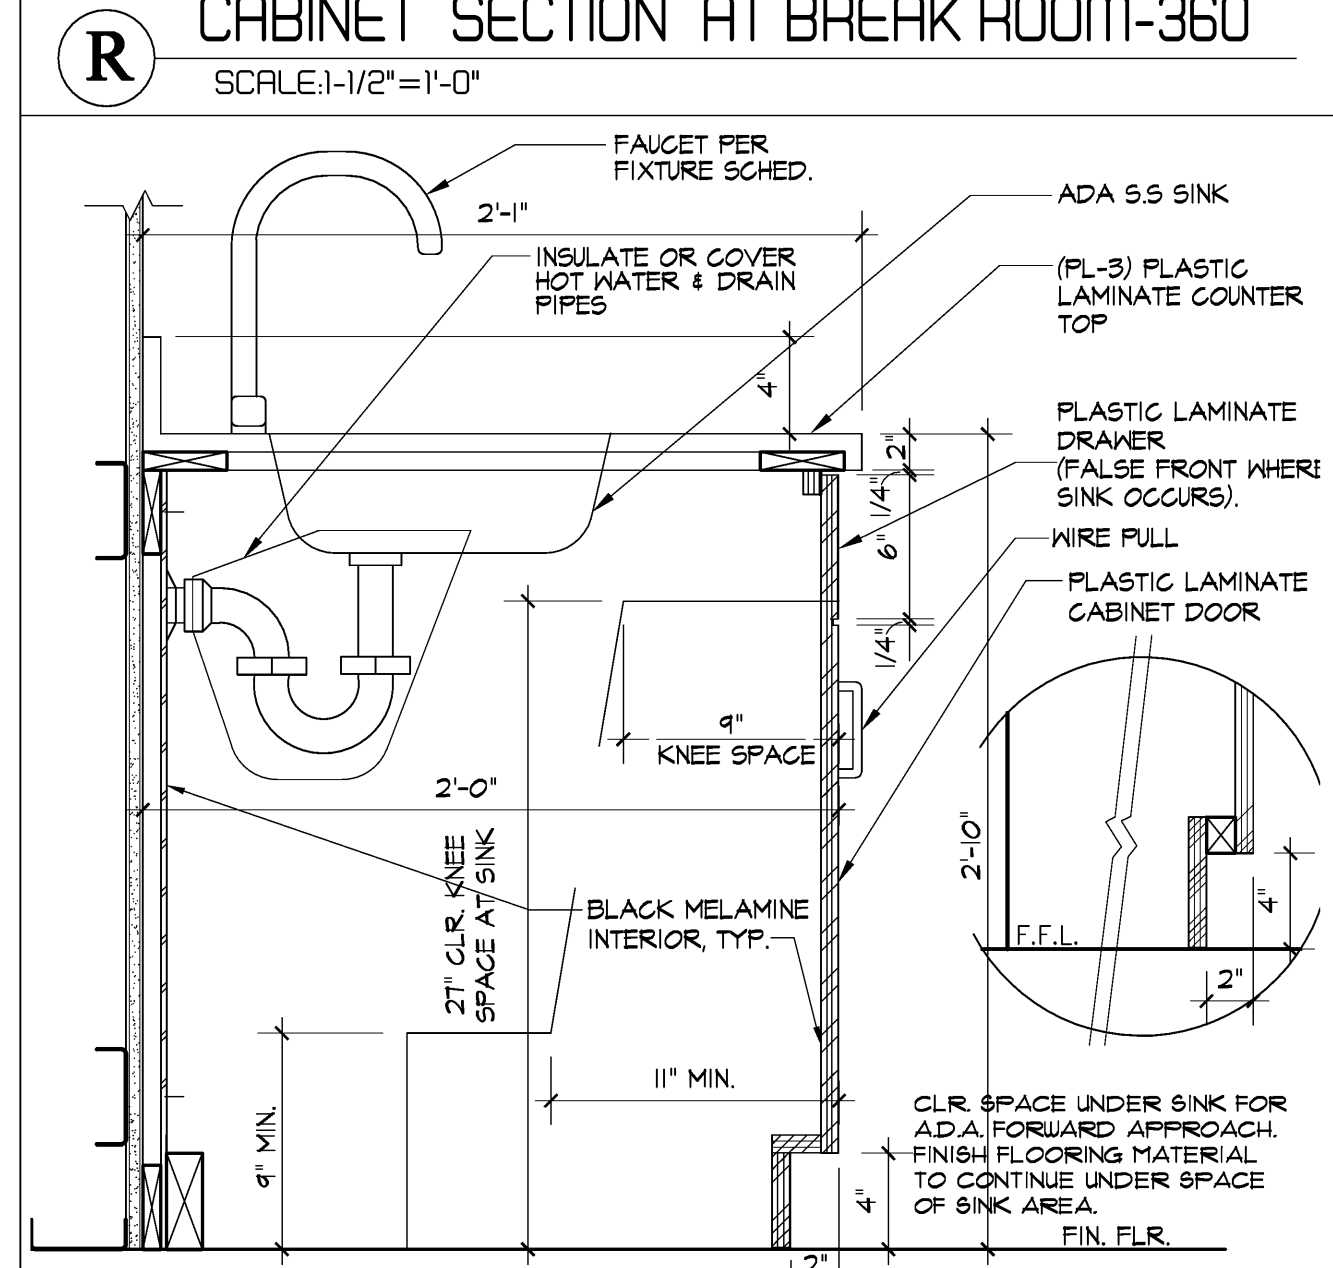 CABINET SECTION AT BREAK ROOM-360
R
SCALE:1-1/2"=1'-0"
FAUCET PER
FIXTURE SCHED.
2'-1"
ADA S.S SINK
INSULATE OR COVER
HOT WATER & DRAIN
PIPES
(PL-3) PLASTIC
LAMINATE COUNTER
TOP
4"
PLASTIC LAMINATE
DRAWER
(FALSE FRONT WHERE
SINK OCCURS).
2"
1/4"
6"
WIRE PULL
PLASTIC LAMINATE
CABINET DOOR
1/4"
9"
KNEE SPACE
2'-0"
27" CLR. KNEE
SPACE AT SINK
2'-10"
BLACK MELAMINE
INTERIOR, TYP.
F.F.L.
4"
2"
11" MIN.
9" MIN.
CLR. SPACE UNDER SINK FOR
A.D.A. FORWARD APPROACH.
FINISH FLOORING MATERIAL
TO CONTINUE UNDER SPACE
OF SINK AREA.
4"
FIN. FLR.
2"